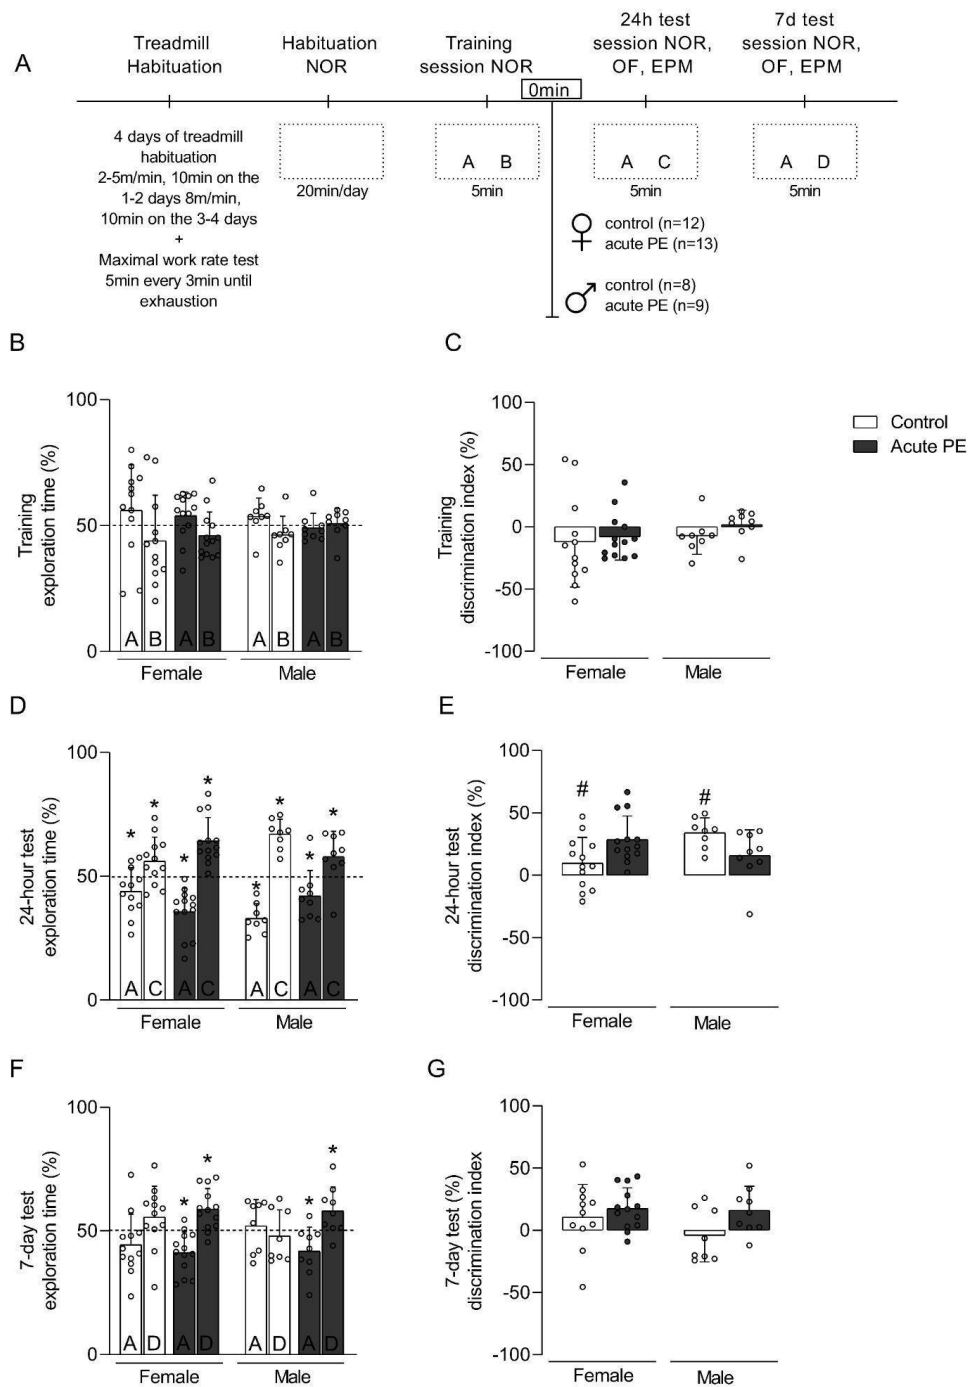 A
Treadmill
Habituation
Habituation
NOR
Training
session NOR
0min
24h test
session NOR,
OF, EPM
7d test
session NOR,
OF, EPM
4 days of treadmill
habituation
2-5m/min, 10min on the
1-2 days 8m/min,
10min on the 3-4 days
+
Maximal work rate test
5min every 3min until
exhaustion
20min/day
A B
5min
A C
5min
A D
5min
control (n=12)
acute PE (n=13)
control (n=8)
acute PE (n=9)
B
Training
exploration time (%)
100
50
0
A B A B A B A B
Female Male
C
Training
discrimination index (%)
100
50
0
-50
-100
Female Male
Control
Acute PE
D
24-hour test
exploration time (%)
100
50
0
* * * * * * * *
A C A C A C A C
Female Male
E
24-hour test
discrimination index (%)
100
50
0
-50
-100
# #
Female Male
F
7-day test
exploration time (%)
100
50
0
* * * *
A D A D A D A D
Female Male
G
7-day test (%)
discrimination index
100
50
0
-50
-100
Female Male